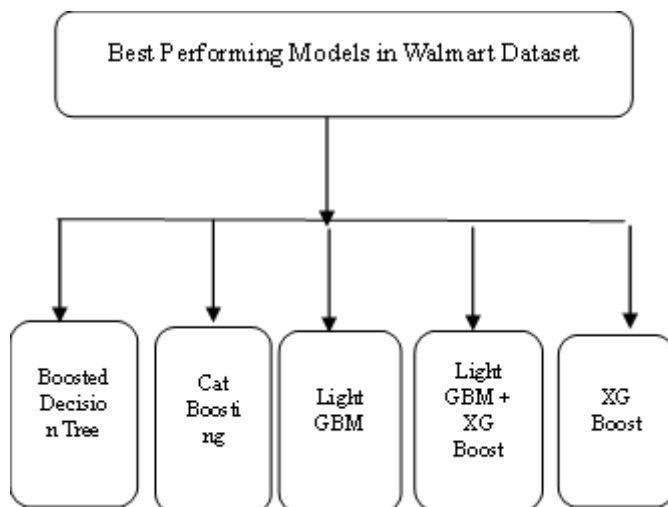 Best Performing Models in Walmart Dataset
Boosted
Decisio
n Tree
Cat
Boosti
ng
Light
GBM
Light
GBM +
XG
Boost
XG
Boost